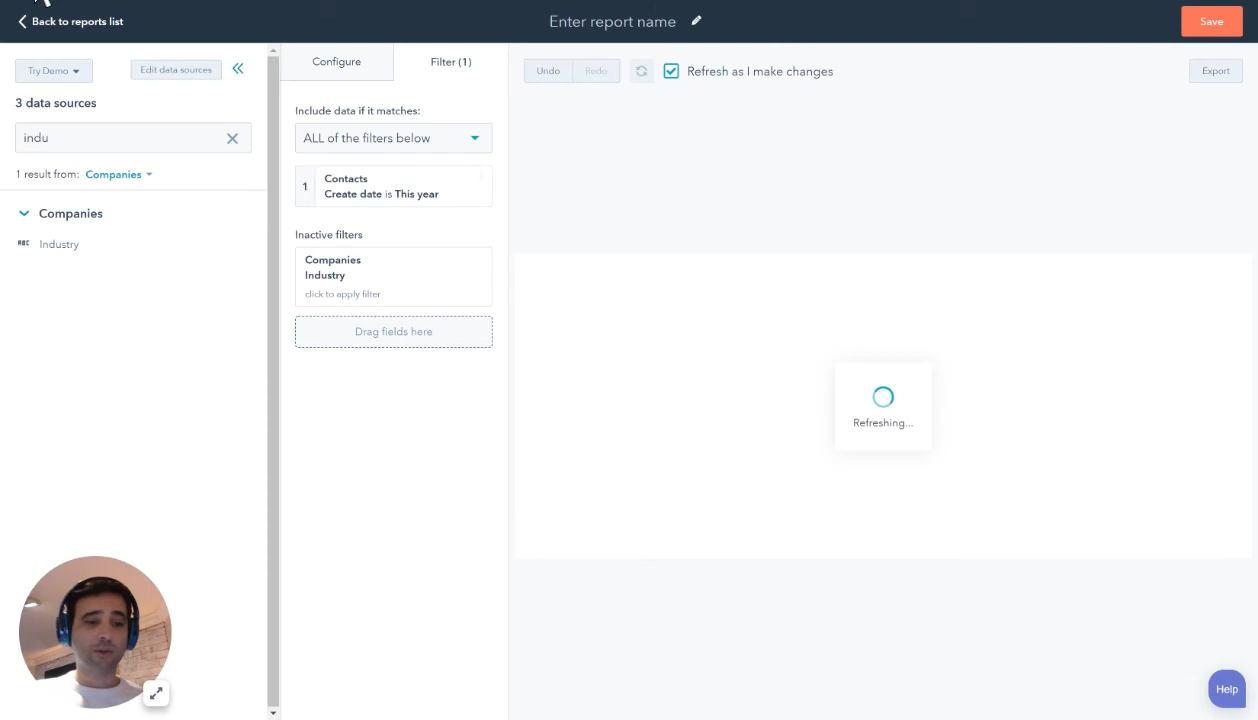 Back to reports list
Enter report name
Save
Try Demo
Edit data sources
Configure
Filter (1)
Undo
Redo
Refresh as I make changes
Export
3 data sources
indu
1 result from: Companies
Companies
ABC Industry
Include data if it matches:
ALL of the filters below
1
Contacts
Create date is This year
Inactive filters
Companies
Industry
click to apply filter
Drag fields here
Refreshing...
Help